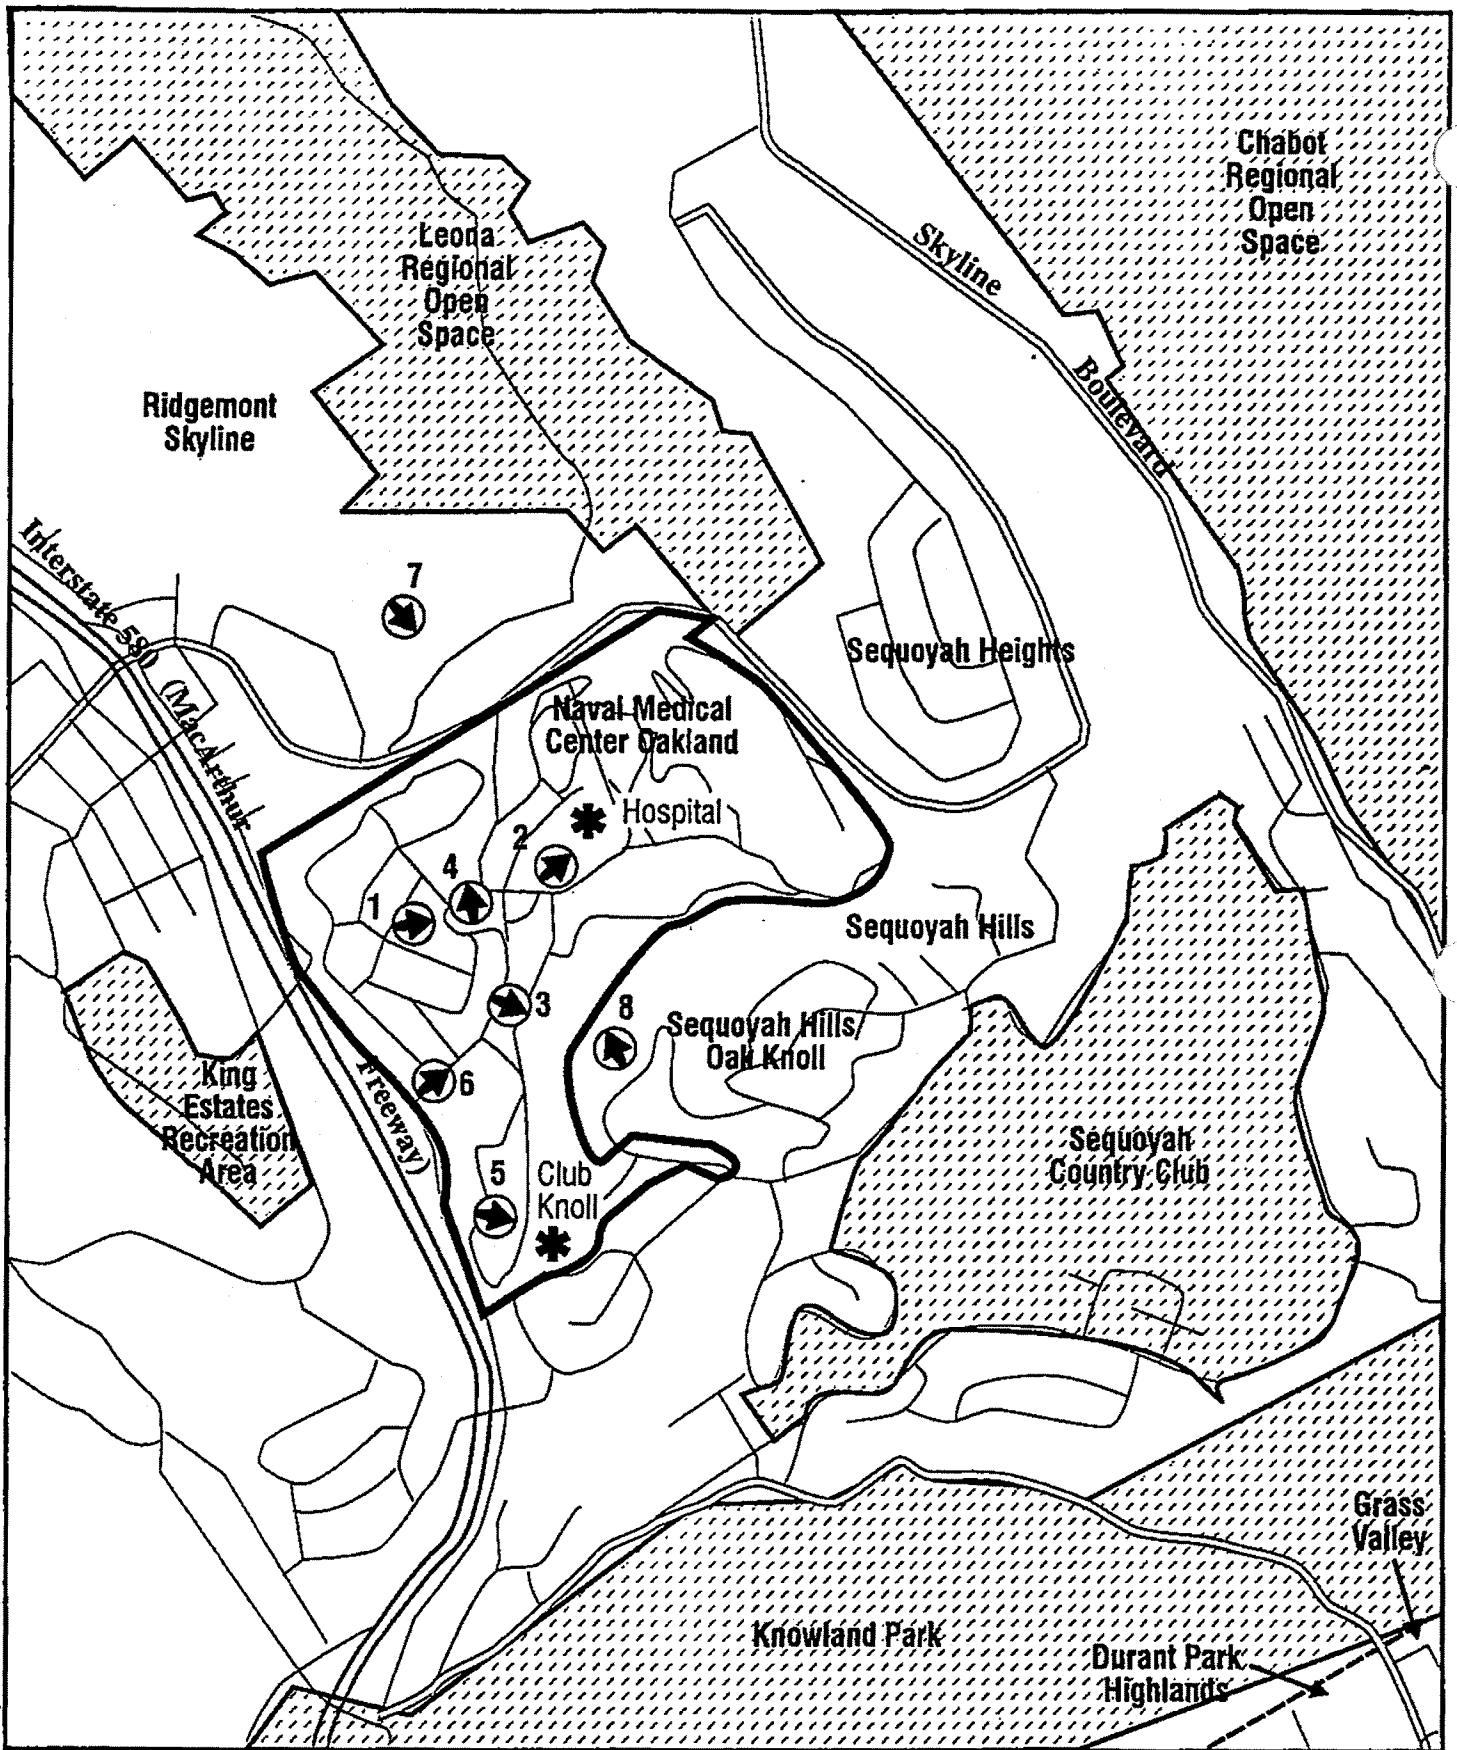 Chabot
Regional
Open
Space
Leona
Regional
Open
Space
Skyline
Boulevard
Ridgemont
Skyline
Interstate 580 (MacArthur
Freeway)
7
Sequoyah Heights
Naval Medical
Center Oakland
Hospital
2
4
1
Sequoyah Hills
3
8
Sequoyah Hills
Oak Knoll
6
King
Estates
Recreation
Area
Sequoyah
Country Club
5
Club
Knoll
Grass
Valley
Knowland Park
Durant Park
Highlands